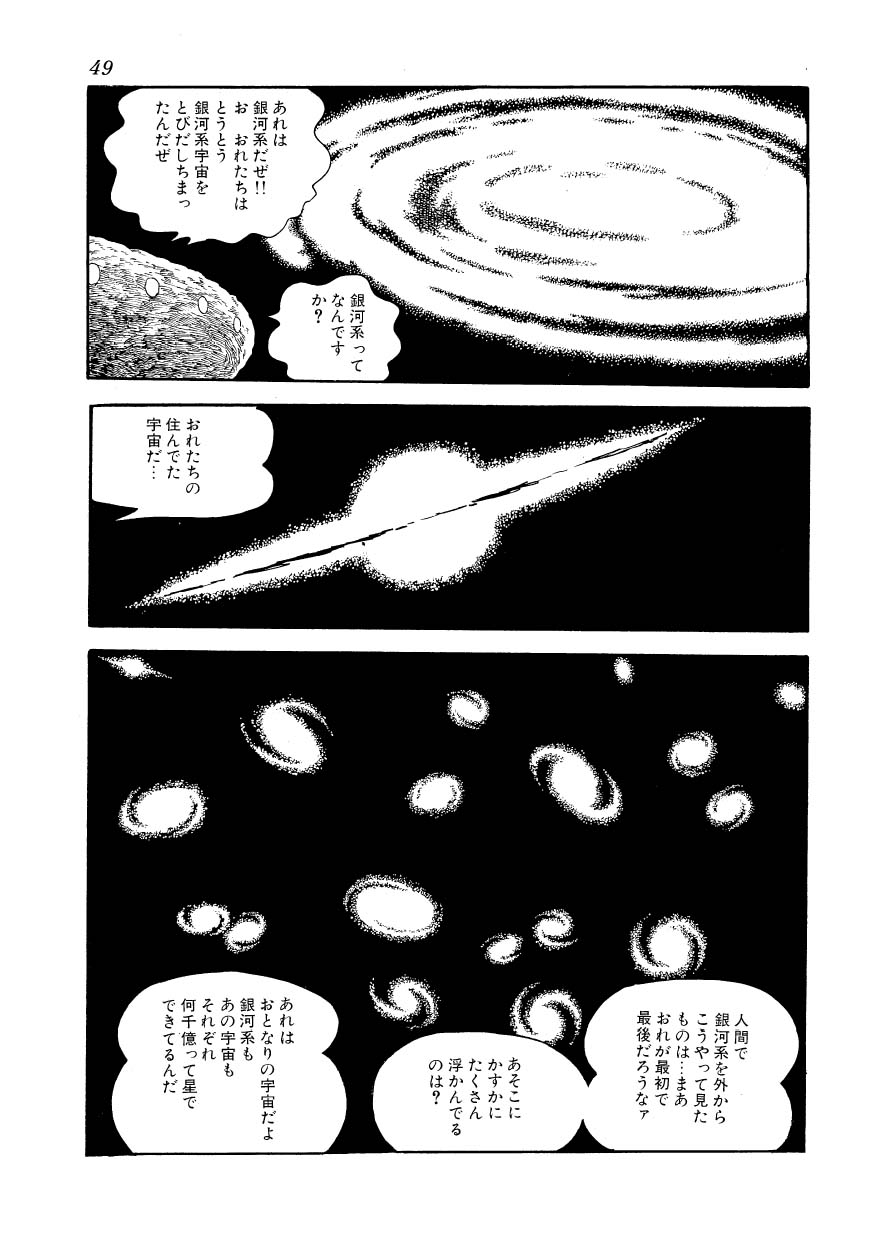 49
あれは
銀河系だぜ!!
お おれたちは
とうとう
銀河系宇宙を
とびだしちまっ
たんだぜ
銀河系って
なんです
か?
おれたちの
住んでた
宇宙だ…
人間で
銀河系を外から
こうやって見た
ものは…まあ
おれが最初で
最後だろうなァ
あそこに
かすかに
たくさん
浮かんでる
のは?
あれは
おとなりの宇宙だよ
銀河系も
あの宇宙も
それぞれ
何千億って星で
できてるんだ